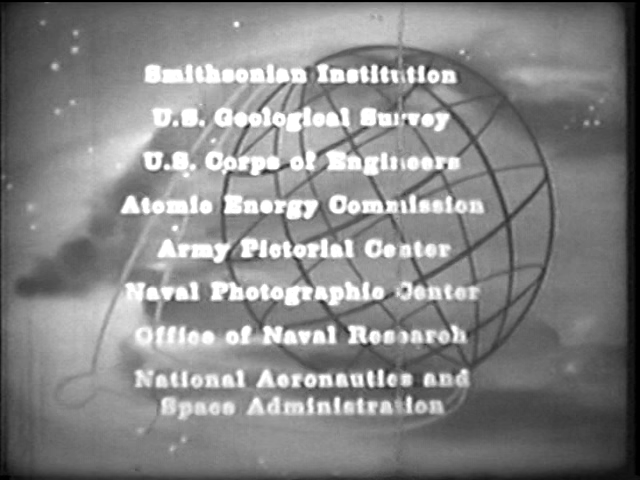 Smithsonian Institution
U.S. Geological Survey
U.S. Corps of Engineers
Atomic Energy Commission
Army Pictorial Center
Naval Photographic Center
Office of Naval Research
National Aeronautics and
Space Administration